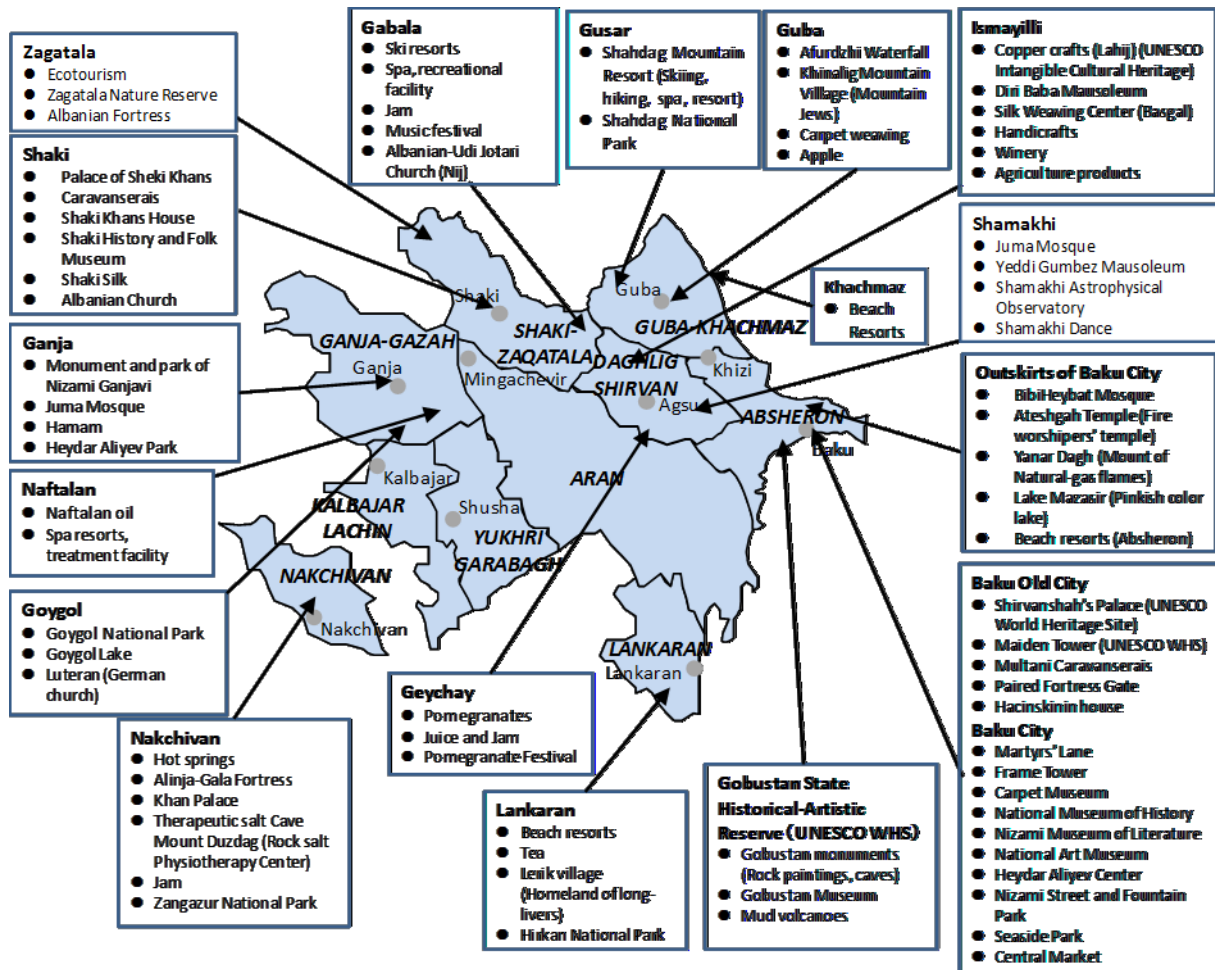 Zagatala
● Ecotourism
● Zagatala Nature Reserve
● Albanian Fortress
Shaki
● Palace of Sheki Khans
● Caravanserais
● Shaki Khans House
● Shaki History and Folk
Museum
● Shaki Silk
● Albanian Church
Ganja
● Monument and park of
Nizami Ganjavi
● Juma Mosque
● Hamam
● Heydar Aliyev Park
Naftalan
● Naftalan oil
● Spa resorts,
treatment facility
Goygol
● Goygol National Park
● Goygol Lake
● Luteran (German
church)
Nakchivan
● Hot springs
● Alinja-Gala Fortress
● Khan Palace
● Therapeutic salt Cave
Mount Duzdag (Rock salt
Physiotherapy Center)
● Jam
● Zangazur National Park
Gabala
● Ski resorts
● Spa, recreational
facility
● Jam
● Music festival
● Albanian-Udi Jotari
Church (Nij)
Gusar
● Shahdag Mountain
Resort (Skiing,
hiking, spa, resort)
● Shahdag National
Park
Guba
● Afurdzhii Waterfall
● Khinalig Mountain
Village (Mountain
Jews)
● Carpet weaving
● Apple
Ismayilli
● Copper crafts (Lahij) (UNESCO
Intangible Cultural Heritage)
● Diri Baba Mausoleum
● Silk Weaving Center (Basgal)
● Handicrafts
● Winery
● Agriculture products
Shamakhi
● Juma Mosque
● Yeddi Gumbez Mausoleum
● Shamakhi Astrophysical
Observatory
● Shamakhi Dance
Khachmaz
● Beach
Resorts
Outskirts of Baku City
● BibiHeybat Mosque
● Ateshgah Temple (Fire
worshipers' temple)
● Yanar Dagh (Mount of
Natural-gas flames)
● Lake Mazasir (Pinkish color
lake)
● Beach resorts (Absheron)
Baku Old City
● Shirvanshah's Palace (UNESCO
World Heritage Site)
● Maiden Tower (UNESCO WHS)
● Multani Caravanserais
● Paired Fortress Gate
● Hacinskinin house
Baku City
● Martyrs' Lane
● Frame Tower
● Carpet Museum
● National Museum of History
● Nizami Museum of Literature
● National Art Museum
● Heydar Aliyev Center
● Nizami Street and Fountain
Park
● Seaside Park
● Central Market
Geychay
● Pomegranates
● Juice and Jam
● Pomegranate Festival
Lankaran
● Beach resorts
● Tea
● Lerik village
(Homeland of long-
livers)
● Hirkan National Park
Gobustan State
Historical-Artistic
Reserve (UNESCO WHS)
● Gobustan monuments
(Rock paintings, caves)
● Gobustan Museum
● Mud volcanoes
Shaki
Guba
GUBA-KHACHMAZ
SHAKI-
ZAQATALA
GANJA-GAZAH
Ganja
Mingachevir
DAGHLIG
SHIRVAN
Khizi
Agsu
ABSHERON
Baku
ARAN
Kalbajar
KALBAJAR
LACHIN
Shusha
YUKHRI
GARABAGH
NAKCHIVAN
Nakchivan
LANKARAN
Lankaran